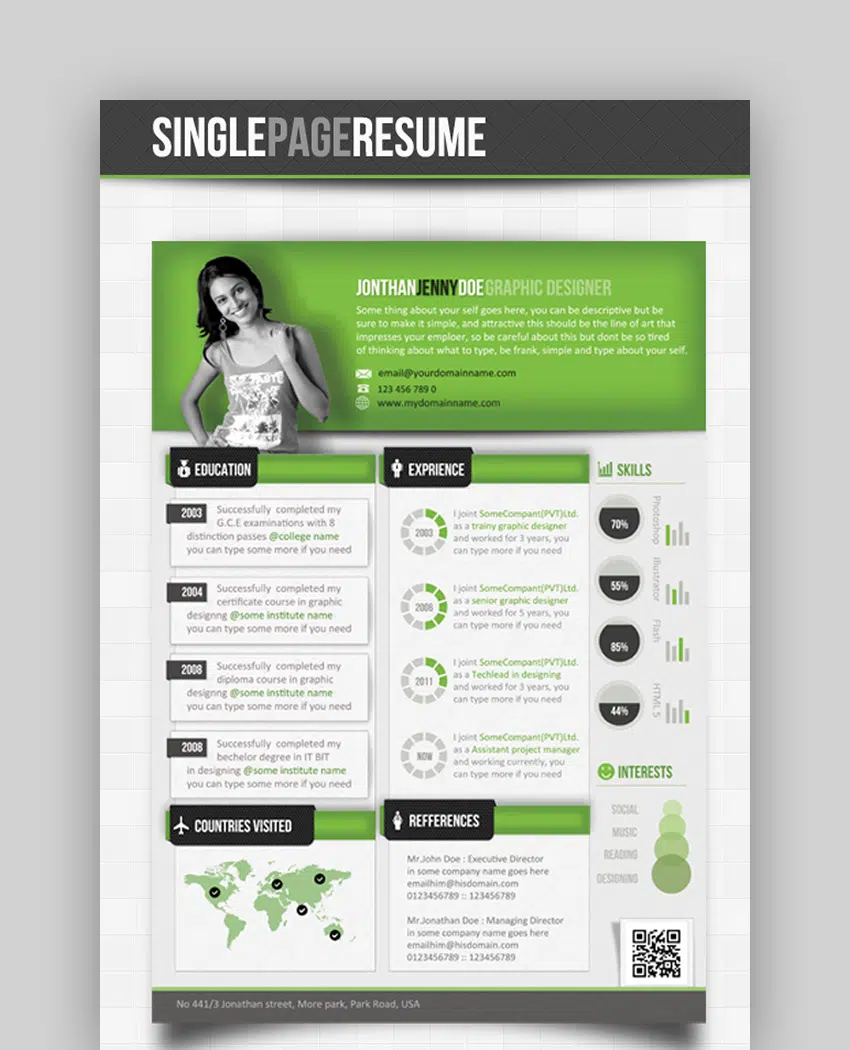 SINGLEPAGERESUME
JONTHANJENNYDOEGRAPHIC DESIGNER
Some thing about your self goes here, you can be descriptive but be
sure to make it simple, and attractive this should be the line of art that
impresses your emploer, so be careful about this but dont be so tired
of thinking about what to type, be frank, simple and type about your self.
email@yourdomainname.com
123 456 789 0
www.mydomainname.com
EDUCATION
2003
Successfully completed my
G.C.E examinations with 8
distinction passes @college name
you can type some more if you need
2004
Successfully completed my
certificate course in graphic
designng @some institute name
you can type some more if you need
2008
Successfully completed my
diploma course in graphic
designng @some institute name
you can type some more if you need
2008
Successfully completed my
bechelor degree in IT BIT
in designing @some institute name
you can type some more if you need
EXPRIENCE
2003
I joint SomeCompant(PVT)Ltd.
as a trainy graphic designer
and worked for 3 years, you
can type more if you need
2006
I joint SomeCompant(PVT)Ltd.
as a senior graphic designer
and worked for 5 years, you
can type more if you need
2011
I joint SomeCompant(PVT)Ltd.
as a Techlead in designing
and worked for 3 years, you
can type more if you need
NOW
I joint SomeCompant(PVT)Ltd.
as a Assistant project manager
and working currently, you
can type more if you need
SKILLS
70%
Photoshop
55%
Illustrator
85%
Flash
44%
HTML 5
INTERESTS
SOCIAL
MUSIC
READING
DESIGNING
COUNTRIES VISITED
REFFERENCES
Mr.John Doe : Executive Director
in some company name goes here
emailhim@hisdomain.com
0123456789 :: 123456789
Mr.Jonathan Doe : Managing Director
in some company name goes here
emailhim@hisdomain.com
0123456789 :: 123456789
No 441/3 Jonathan street, More park, Park Road, USA